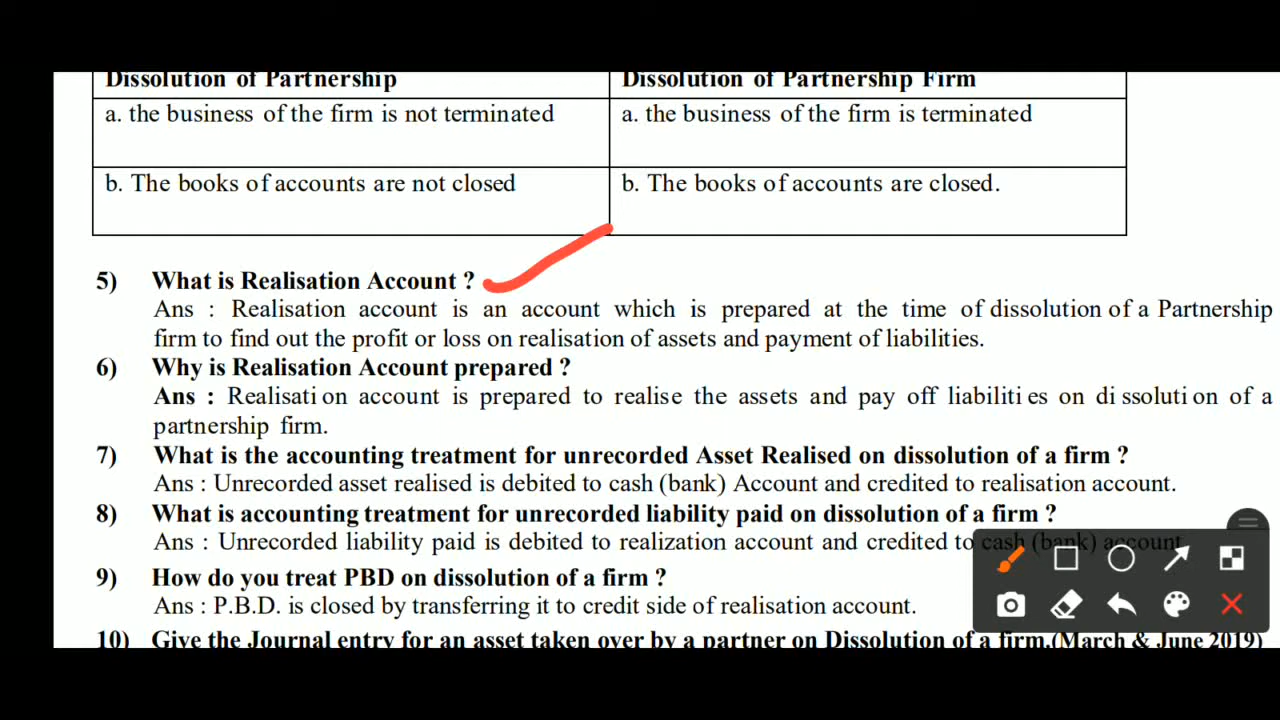 Dissolution of Partnership
Dissolution of Partnership Firm
a. the business of the firm is not terminated
a. the business of the firm is terminated
b. The books of accounts are not closed
b. The books of accounts are closed.
5) What is Realisation Account ?
Ans : Realisation account is an account which is prepared at the time of dissolution of a Partnership
firm to find out the profit or loss on realisation of assets and payment of liabilities.
6) Why is Realisation Account prepared ?
Ans : Realisation account is prepared to realise the assets and pay off liabilities on dissolution of a
partnership firm.
7) What is the accounting treatment for unrecorded Asset Realised on dissolution of a firm ?
Ans : Unrecorded asset realised is debited to cash (bank) Account and credited to realisation account.
8) What is accounting treatment for unrecorded liability paid on dissolution of a firm ?
Ans : Unrecorded liability paid is debited to realization account and credited to cash (bank) account
9) How do you treat PBD on dissolution of a firm ?
Ans : P.B.D. is closed by transferring it to credit side of realisation account.
10) Give the Journal entry for an asset taken over by a partner on Dissolution of a firm.(March & June 2019)